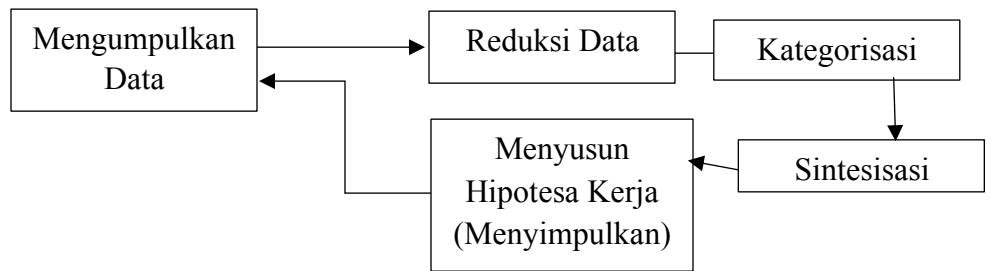 Mengumpulkan
Data
Reduksi Data
Kategorisasi
Sintesisasi
Menyusun
Hipotesa Kerja
(Menyimpulkan)